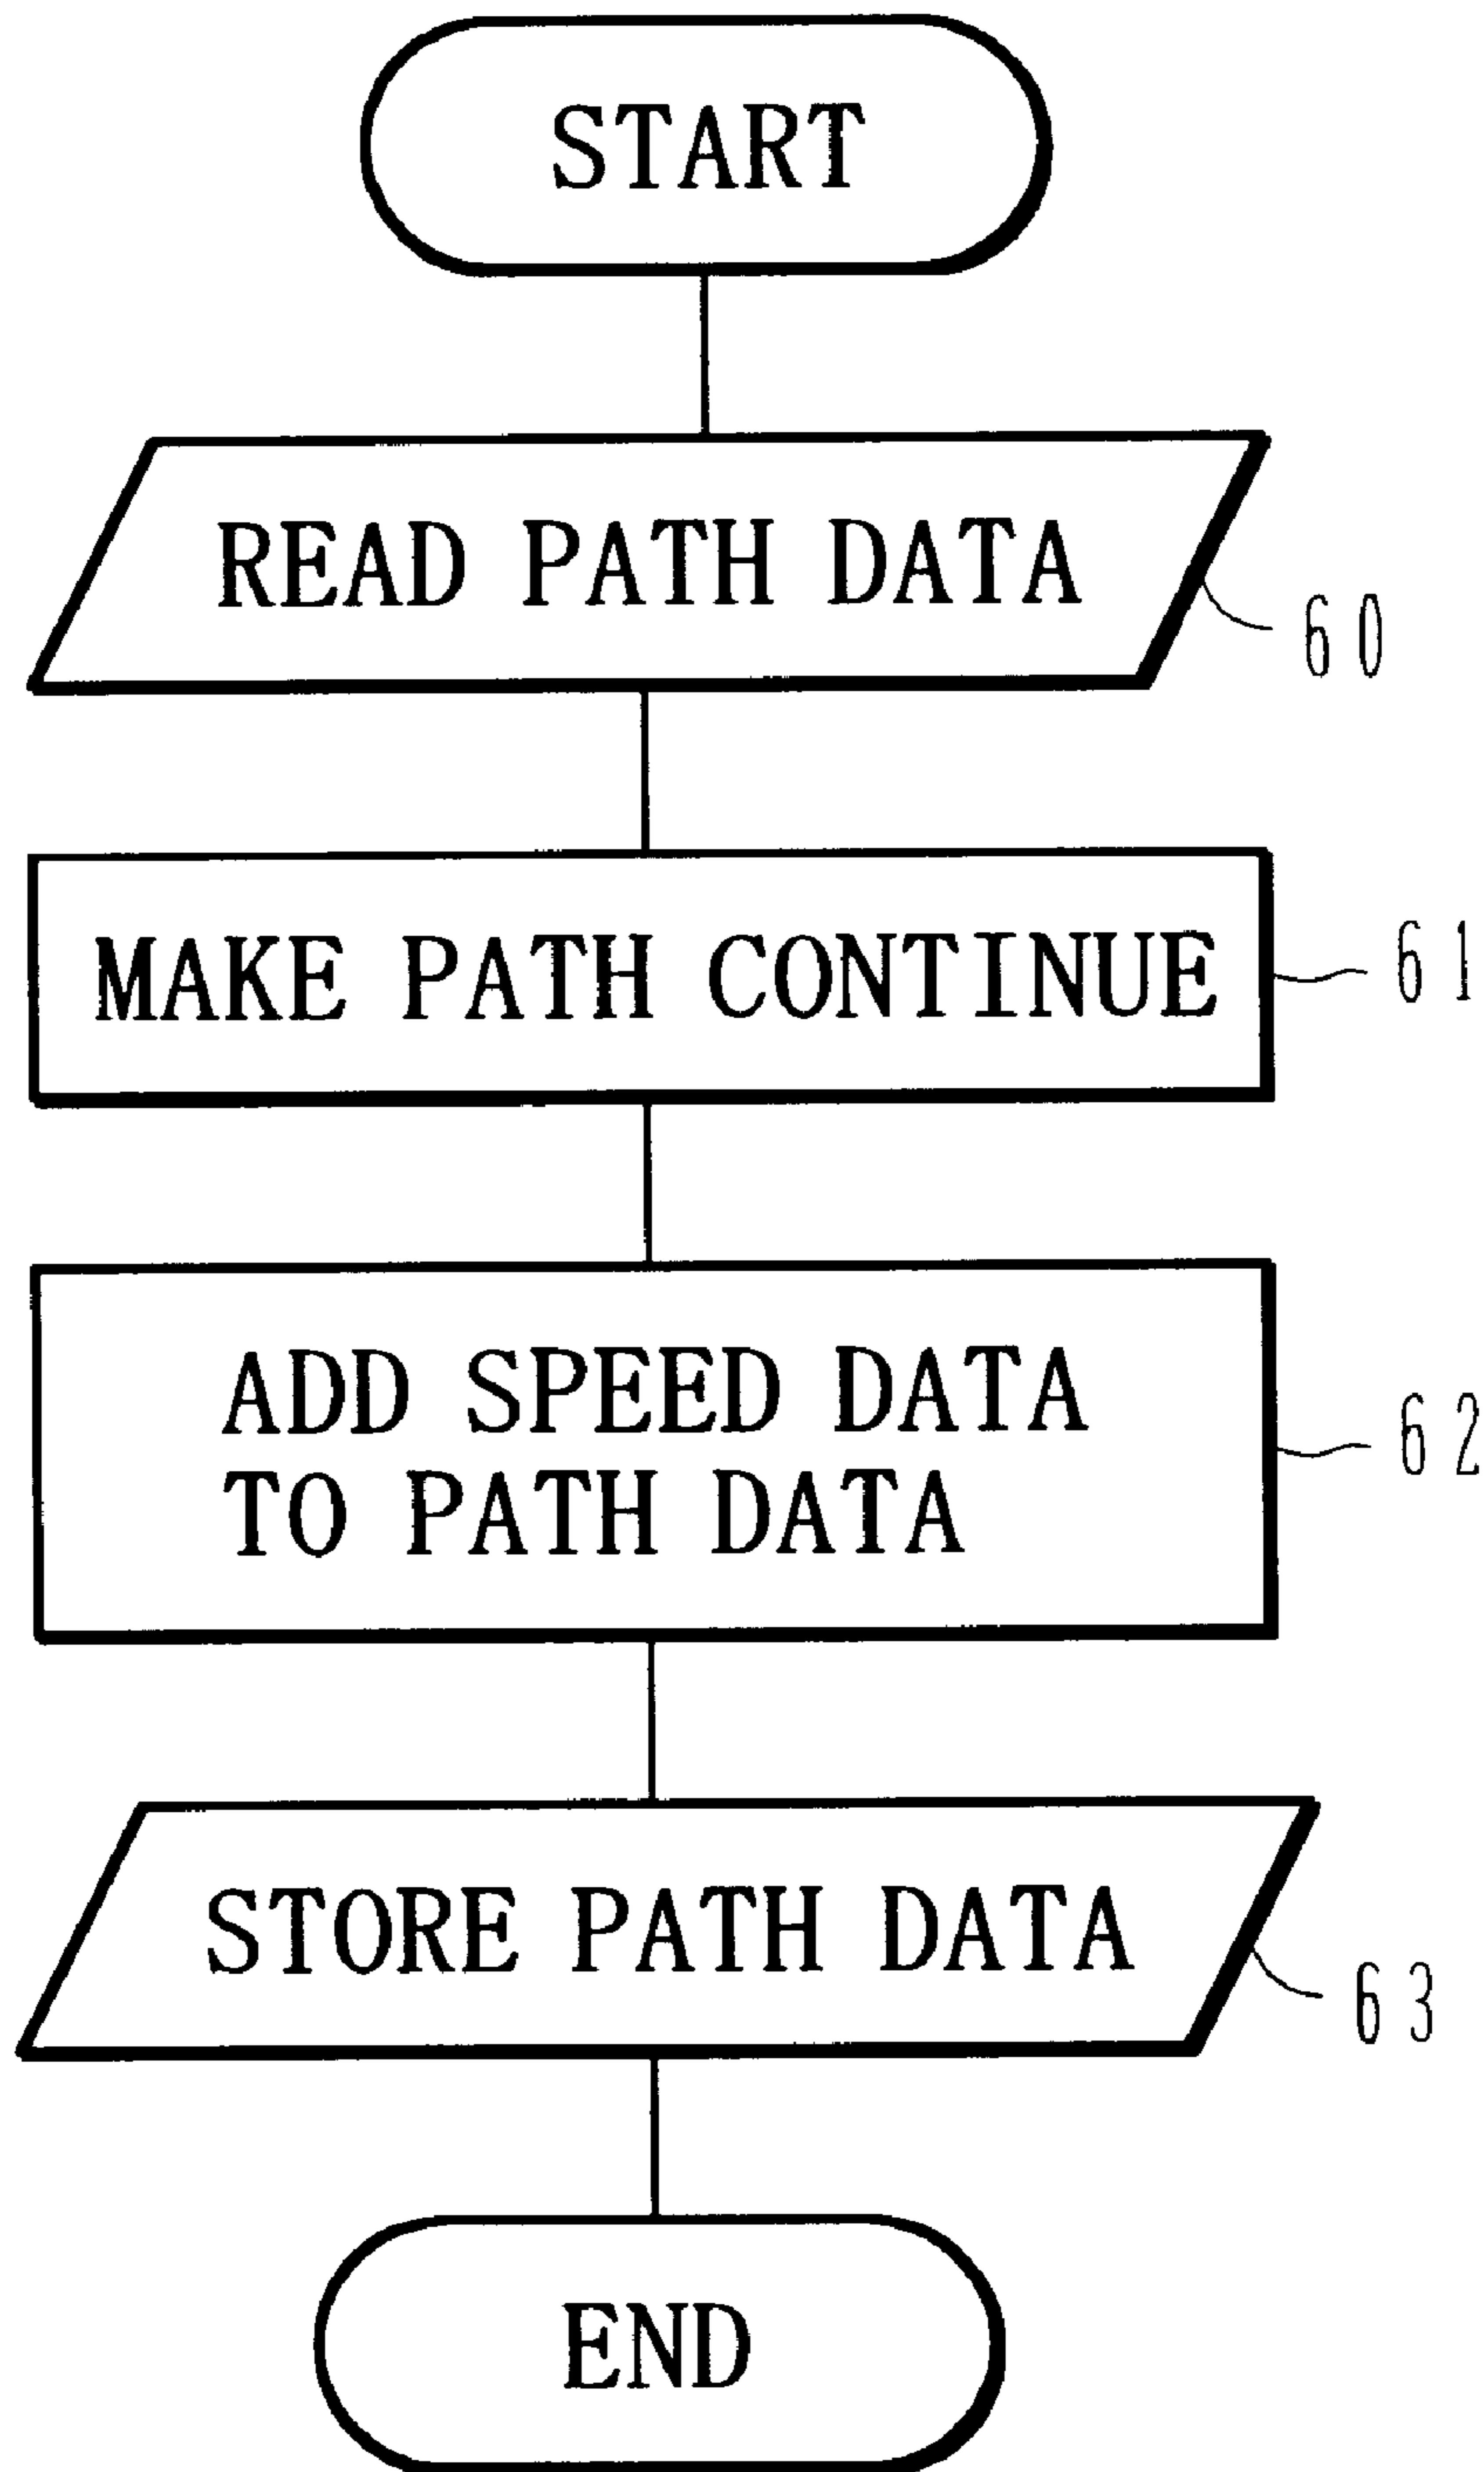 START
READ PATH DATA
60
MAKE PATH CONTINUE
61
ADD SPEED DATA
TO PATH DATA
62
STORE PATH DATA
63
END